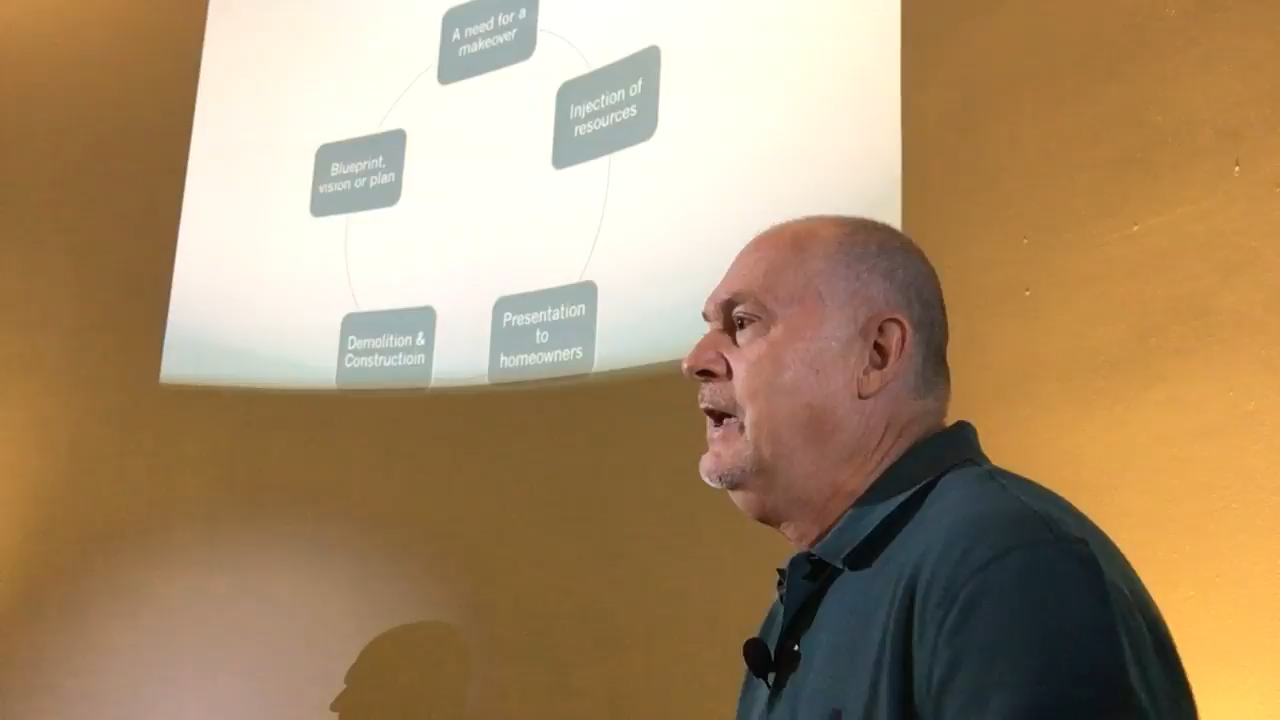 A need for a
makeover
Injection of
resources
Blueprint,
vision or plan
Demolition &
Constructioin
Presentation
to
homeowners